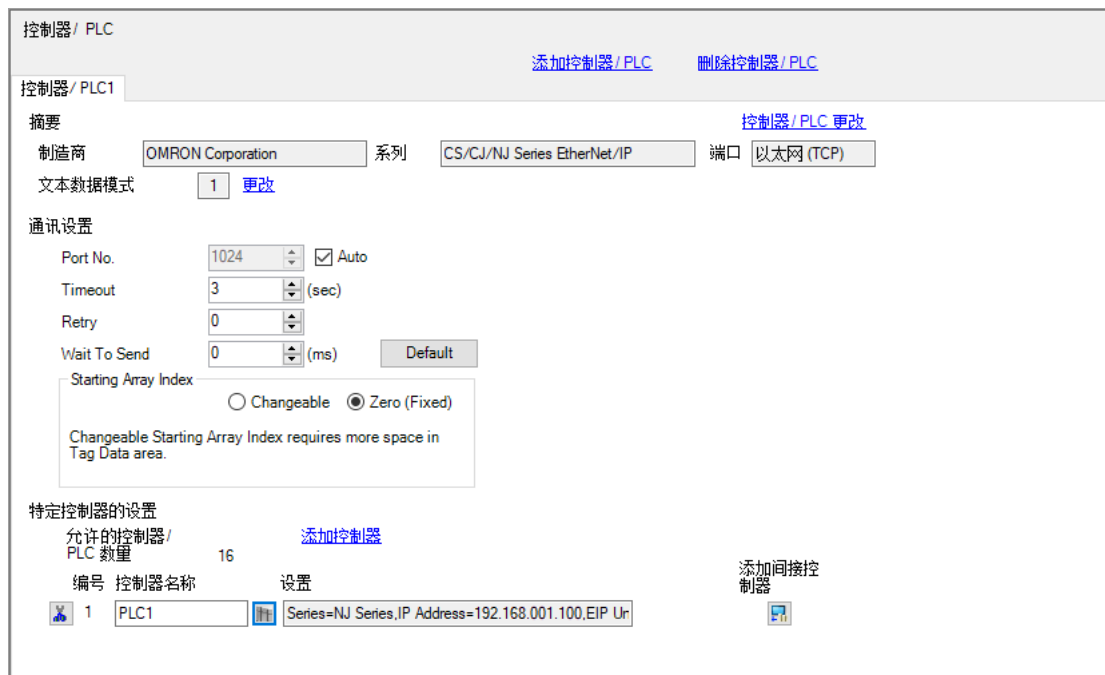 控制器/ PLC
添加控制器/ PLC 删除控制器/ PLC
控制器/ PLC1
摘要 控制器/ PLC 更改
制造商 OMRON Corporation 系列 CS/CJ/NJ Series EtherNet/IP 端口 以太网 (TCP)
文本数据模式 1 更改
通讯设置
Port No. 1024 Auto
Timeout 3 (sec)
Retry 0
Wait To Send 0 (ms) Default
Starting Array Index
Changeable Zero (Fixed)
Changeable Starting Array Index requires more space in
Tag Data area.
特定控制器的设置
允许的控制器/
PLC 数量 16 添加控制器
添加间接控
制器
编号 控制器名称 设置
1 PLC1 Series=NJ Series,IP Address=192.168.001.100,EIP Un